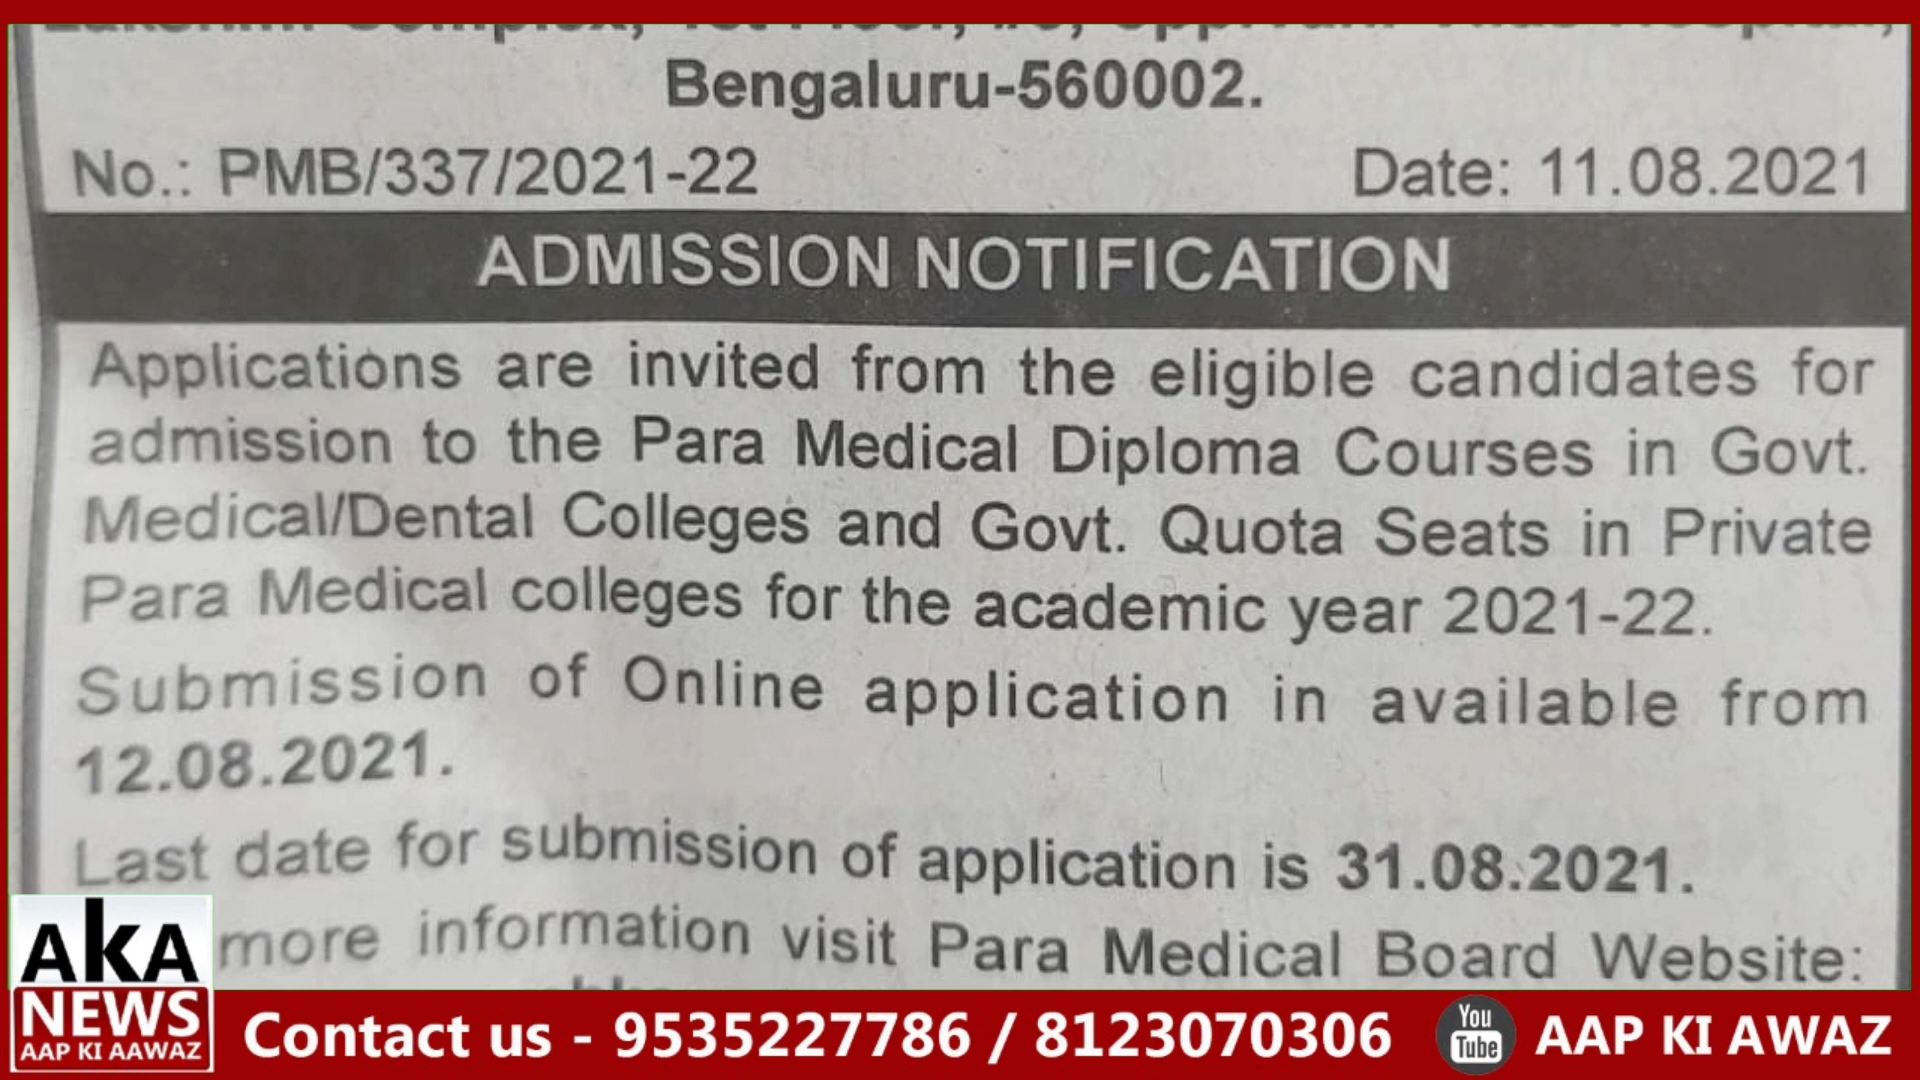 Bengaluru-560002.
No.: PMB/337/2021-22 Date: 11.08.2021
ADMISSION NOTIFICATION
Applications are invited from the eligible candidates for
admission to the Para Medical Diploma Courses in Govt.
Medical/Dental Colleges and Govt. Quota Seats in Private
Para Medical colleges for the academic year 2021-22.
Submission of Online application in available from
12.08.2021.
Last date for submission of application is 31.08.2021.
more information visit Para Medical Board Website:
AKA
NEWS
AAP KI AAWAZ
Contact us - 9535227786 / 8123070306
You
Tube
AAP KI AWAZ